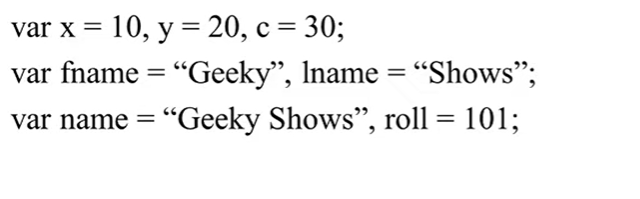 var x = 10, y = 20, c = 30;
var fname = “Geeky”, lname = “Shows”;
var name = “Geeky Shows”, roll = 101;